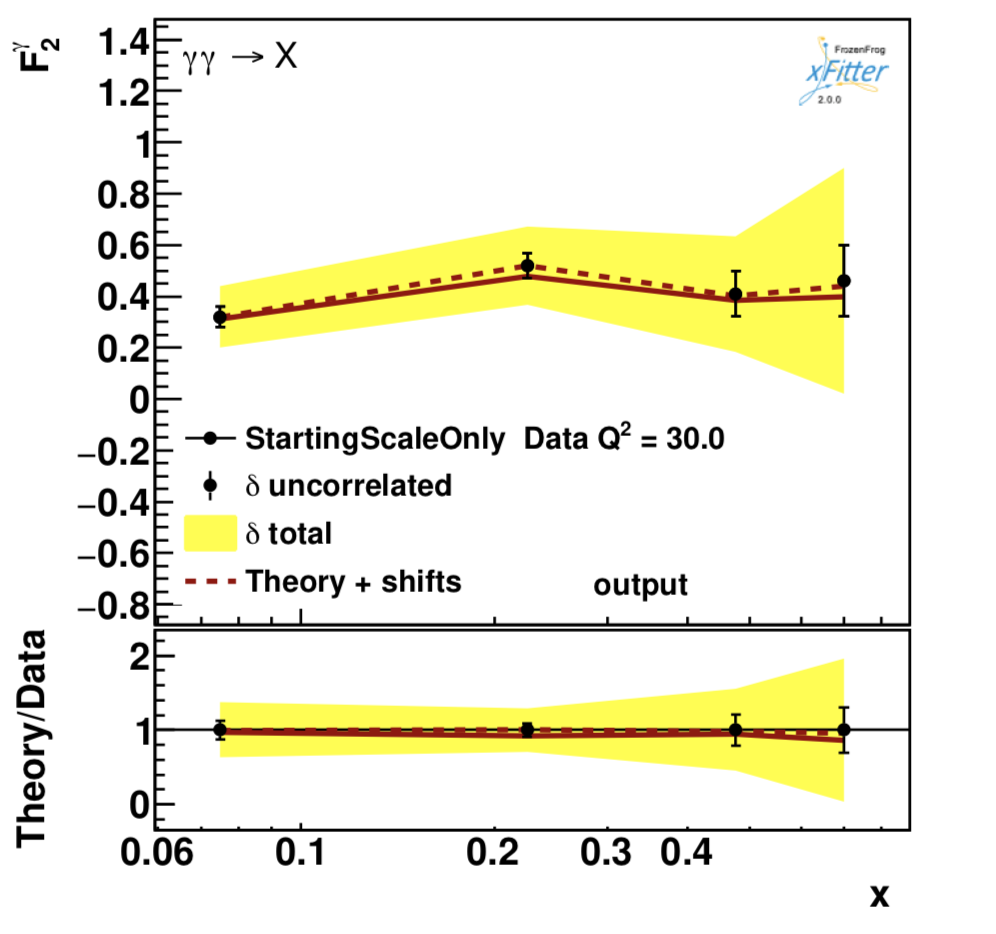 F₂^γ
γγ → X
FrozenFrog
xFitter
2.0.0
1.4
1.2
1
0.8
0.6
0.4
0.2
0
−0.2
−0.4
−0.6
−0.8
StartingScaleOnly Data Q² = 30.0
δ uncorrelated
δ total
Theory + shifts output
Theory/Data
2
1
0
0.06 0.1 0.2 0.3 0.4
x